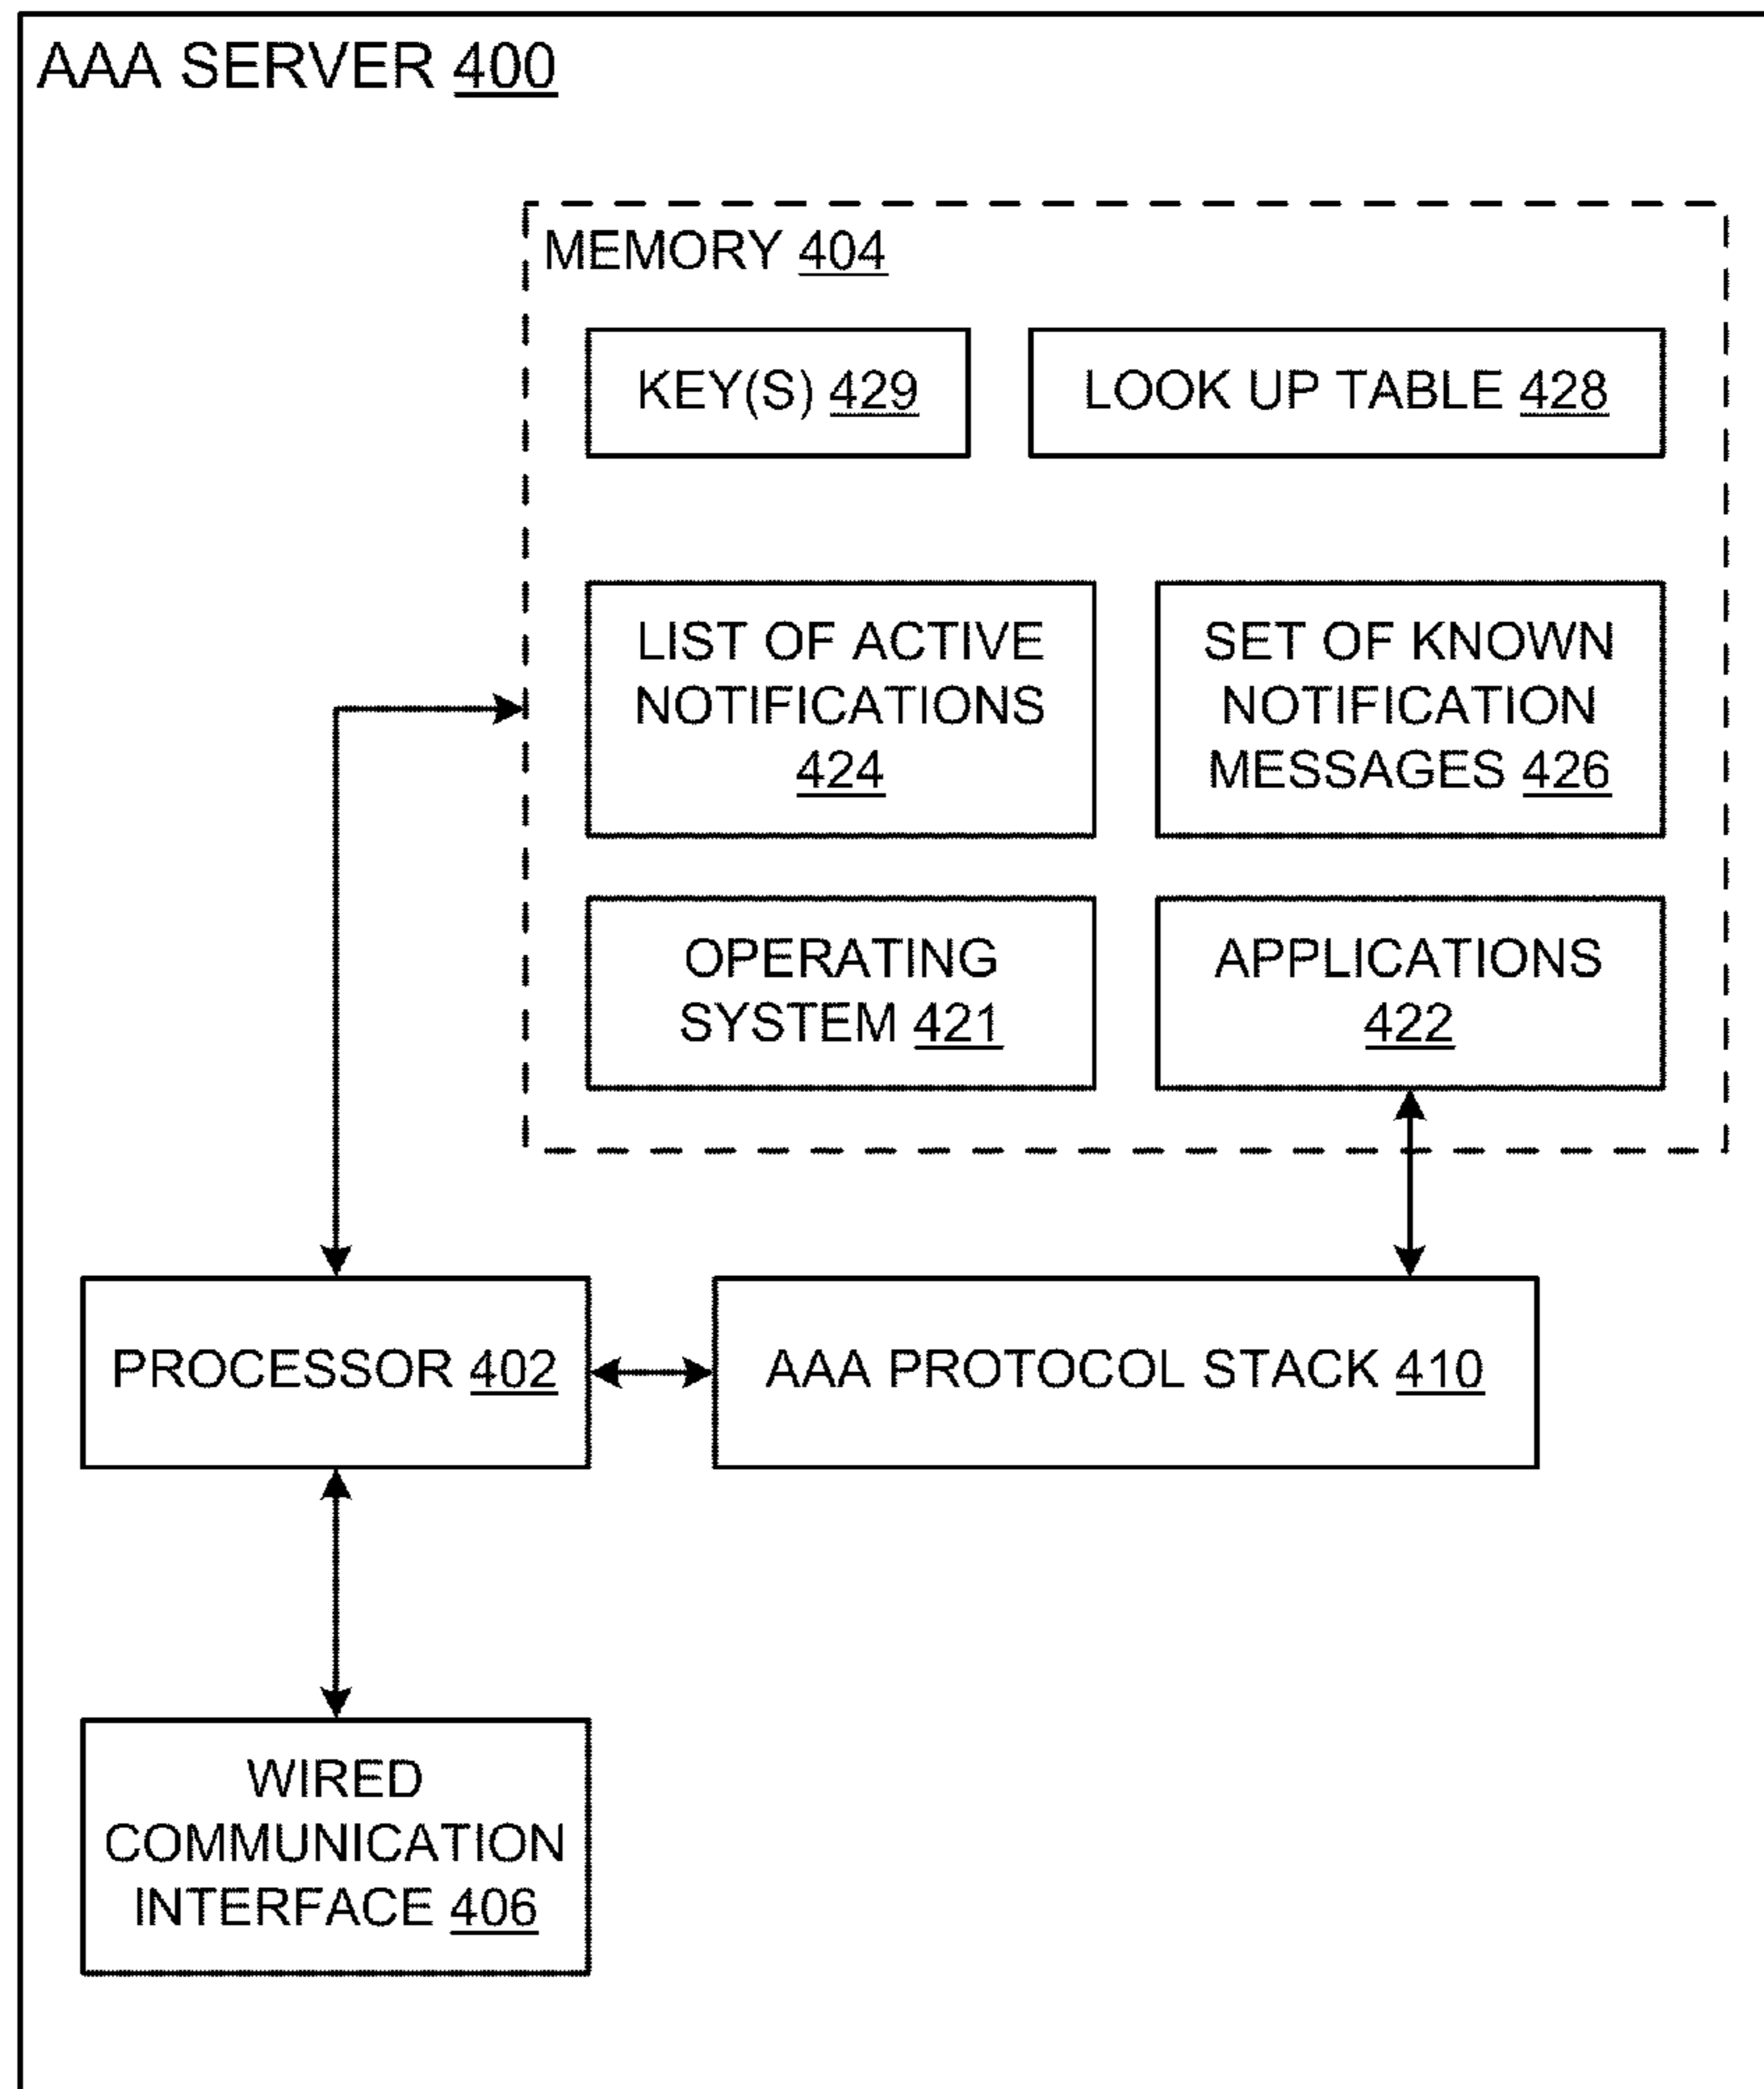 AAA SERVER 400
MEMORY 404
KEY(S) 429
LOOK UP TABLE 428
LIST OF ACTIVE
NOTIFICATIONS
424
SET OF KNOWN
NOTIFICATION
MESSAGES 426
OPERATING
SYSTEM 421
APPLICATIONS
422
PROCESSOR 402
AAA PROTOCOL STACK 410
WIRED
COMMUNICATION
INTERFACE 406